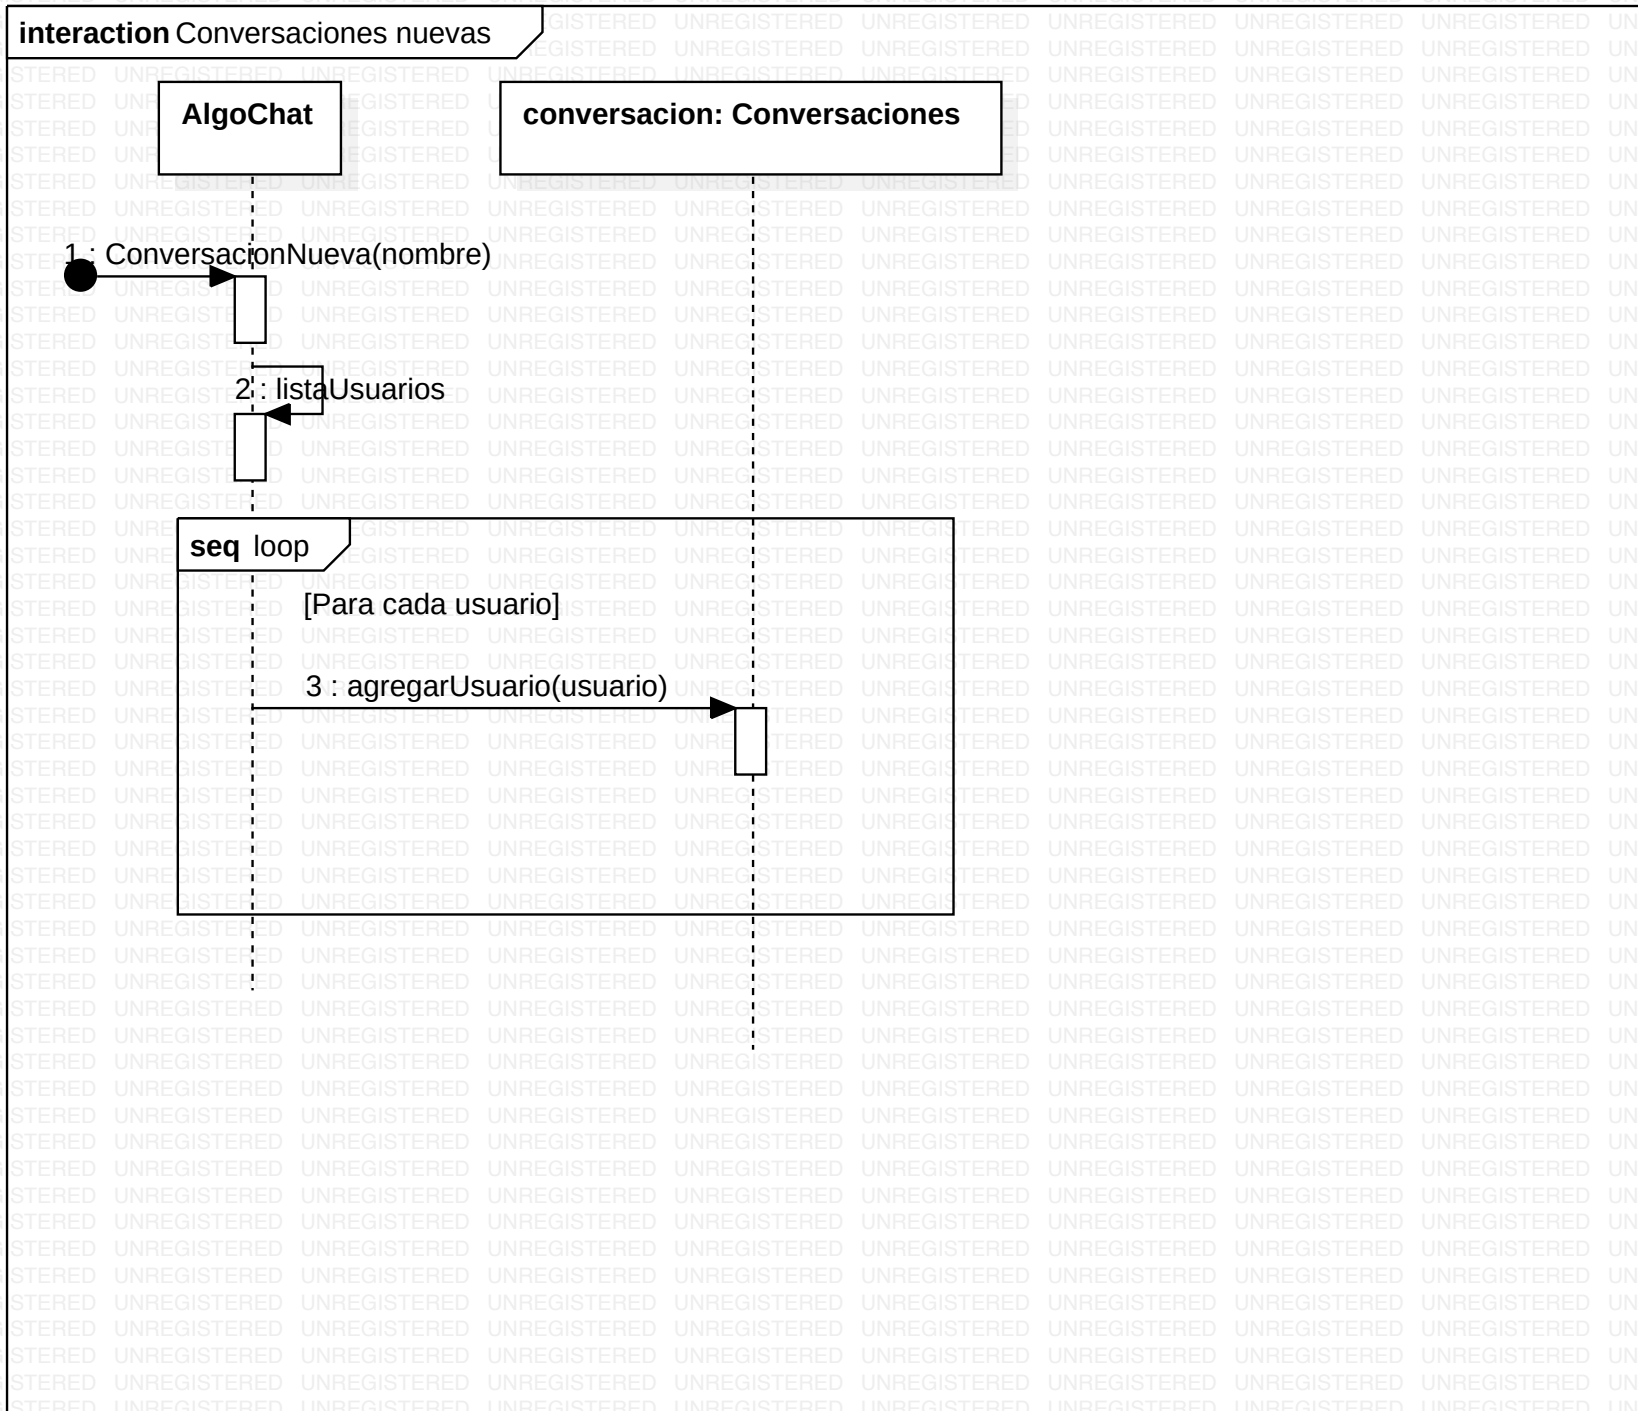 interaction Conversaciones nuevas
AlgoChat
conversacion: Conversaciones
1 : ConversacionNueva(nombre)
2 : listaUsuarios
seq loop
[Para cada usuario]
3 : agregarUsuario(usuario)
UNREGISTERED